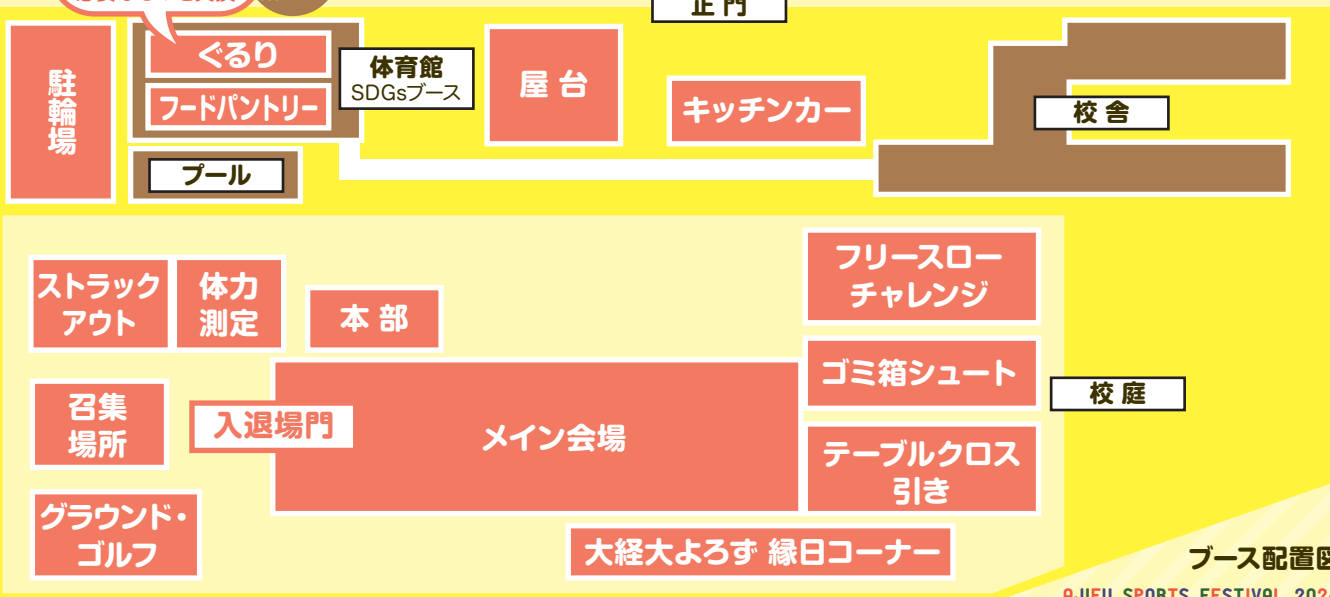 正門
駐輪場
ぐるり
フードパントリー
体育館
SDGsブース
屋台
キッチンカー
校舎
プール
ストラック
アウト
体力
測定
本部
フリースロー
チャレンジ
ゴミ箱シュート
校庭
召集
場所
入退場門
メイン会場
テーブルクロス
引き
グラウンド・
ゴルフ
大経大よろず 縁日コーナー
ブース配置図
SPORTS FESTIVAL